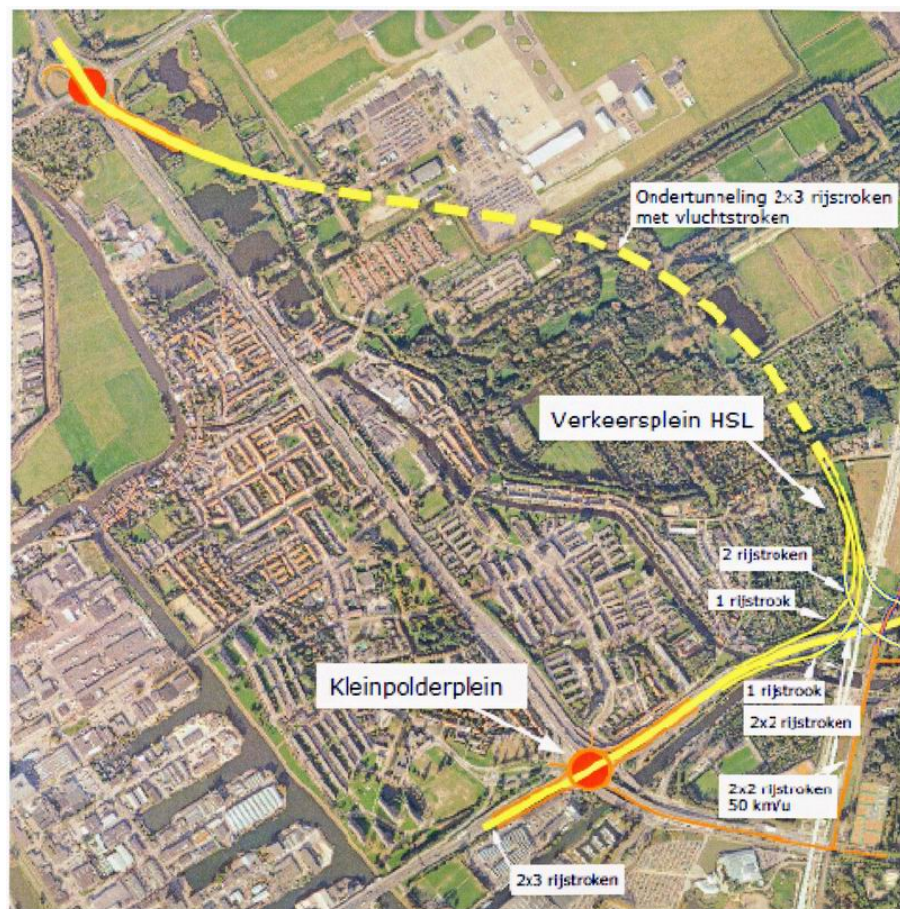 Ondertunneling 2x3 rijstroken
met vluchtstroken
Verkeersplein HSL
2 rijstroken
1 rijstrook
Kleinpolderplein
1 rijstrook
2x2 rijstroken
2x2 rijstroken
50 km/u
2x3 rijstroken